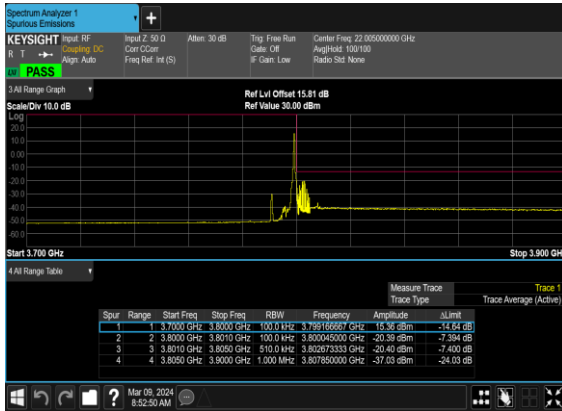 Spectrum Analyzer 1
Spurious Emissions
KEYSIGHT Input: RF Input Z: 50 Ω Atten: 30 dB Trig: Free Run Center Freq: 22.005000000 GHz
R T Coupling: DC Corr CCorr Gate: Off Avg|Hold: 100/100
Align: Auto Freq Ref: Int (S) IF Gain: Low Radio Std: None
PASS
3 All Range Graph
Ref Lvl Offset 15.81 dB
Scale/Div 10.0 dB Ref Value 30.00 dBm
Log
20.0
10.0
0.00
-10.0
-20.0
-30.0
-40.0
-50.0
-60.0
Start 3.700 GHz Stop 3.900 GH
4 All Range Table
Measure Trace Trace 1
Trace Type Trace Average (Active)
Spur Range Start Freq Stop Freq RBW Frequency Amplitude ΔLimit
1 1 3.7000 GHz 3.8000 GHz 100.0 kHz 3.799166667 GHz 15.36 dBm -14.64 dB
2 2 3.8000 GHz 3.8010 GHz 100.0 kHz 3.800045000 GHz -20.39 dBm -7.394 dB
3 3 3.8010 GHz 3.8050 GHz 510.0 kHz 3.802673333 GHz -20.40 dBm -7.400 dB
4 4 3.8050 GHz 3.9000 GHz 1.000 MHz 3.807850000 GHz -37.03 dBm -24.03 dB
Mar 09, 2024
8:52:50 AM